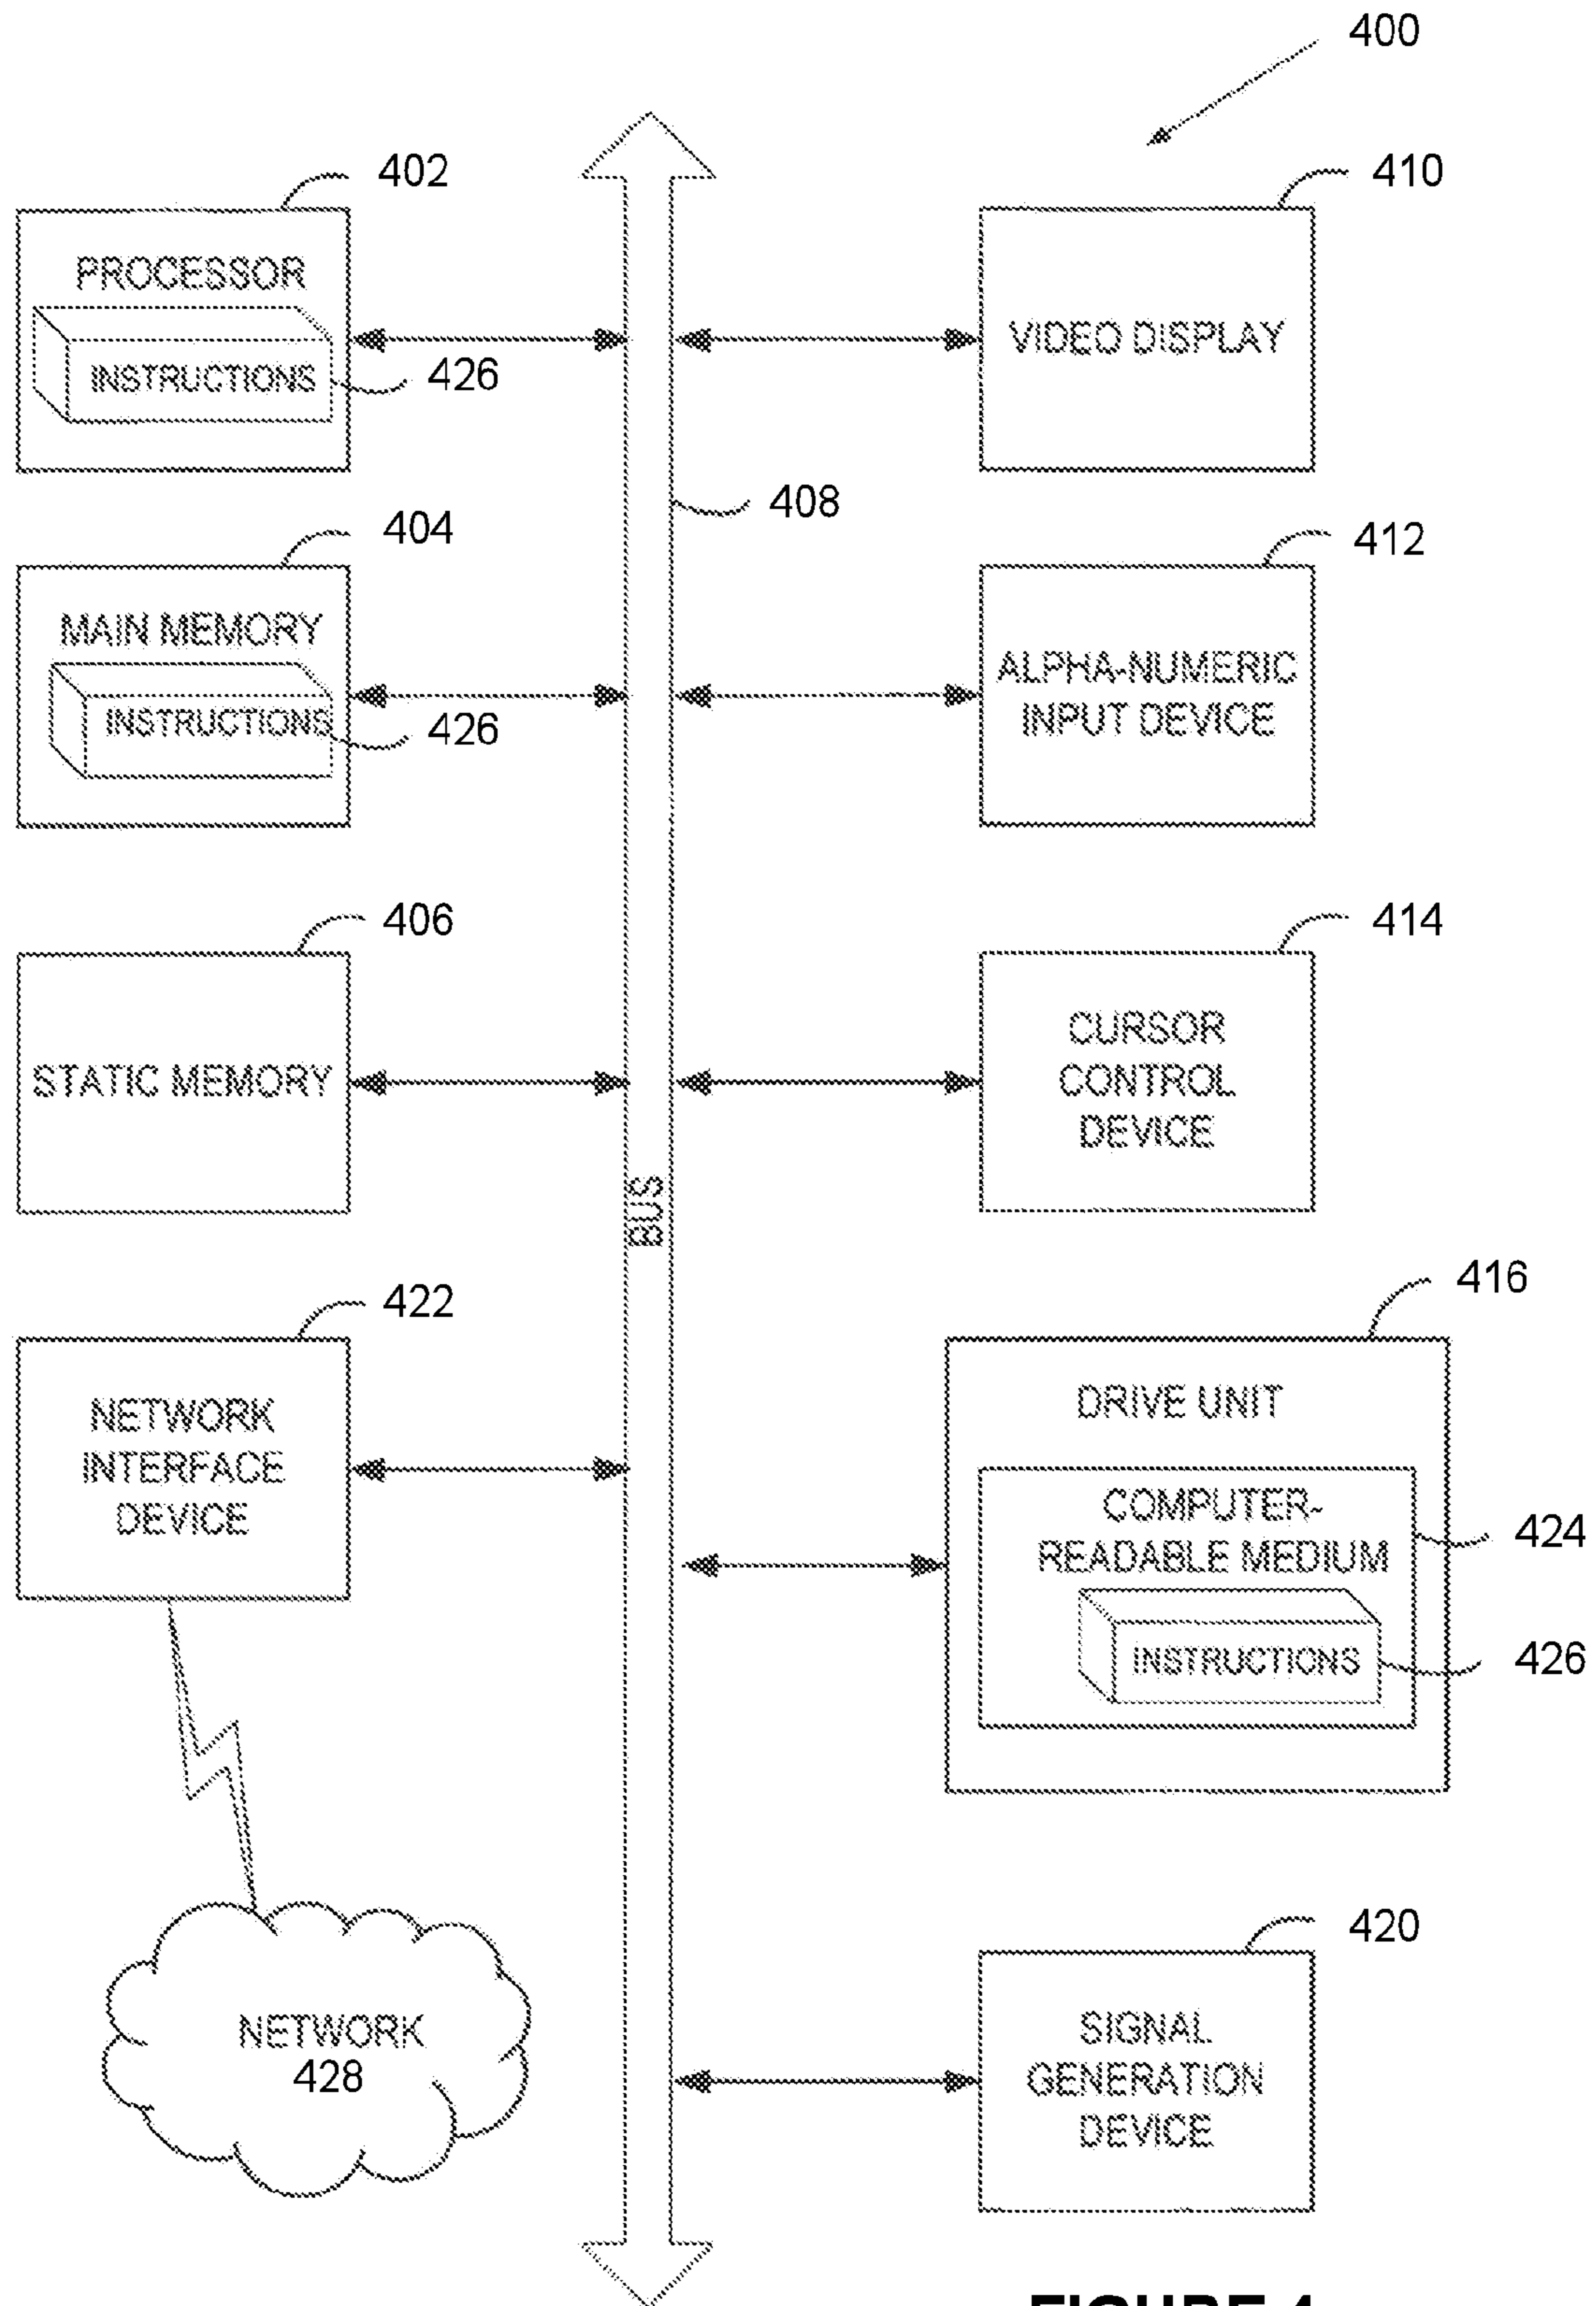 400
402
PROCESSOR
INSTRUCTIONS
426
410
VIDEO DISPLAY
408
404
MAIN MEMORY
INSTRUCTIONS
426
412
ALPHA-NUMERIC
INPUT DEVICE
406
STATIC MEMORY
414
CURSOR
CONTROL
DEVICE
BUS
422
NETWORK
INTERFACE
DEVICE
416
DRIVE UNIT
COMPUTER-
READABLE MEDIUM
424
INSTRUCTIONS
426
NETWORK
428
420
SIGNAL
GENERATION
DEVICE
FIGURE 4